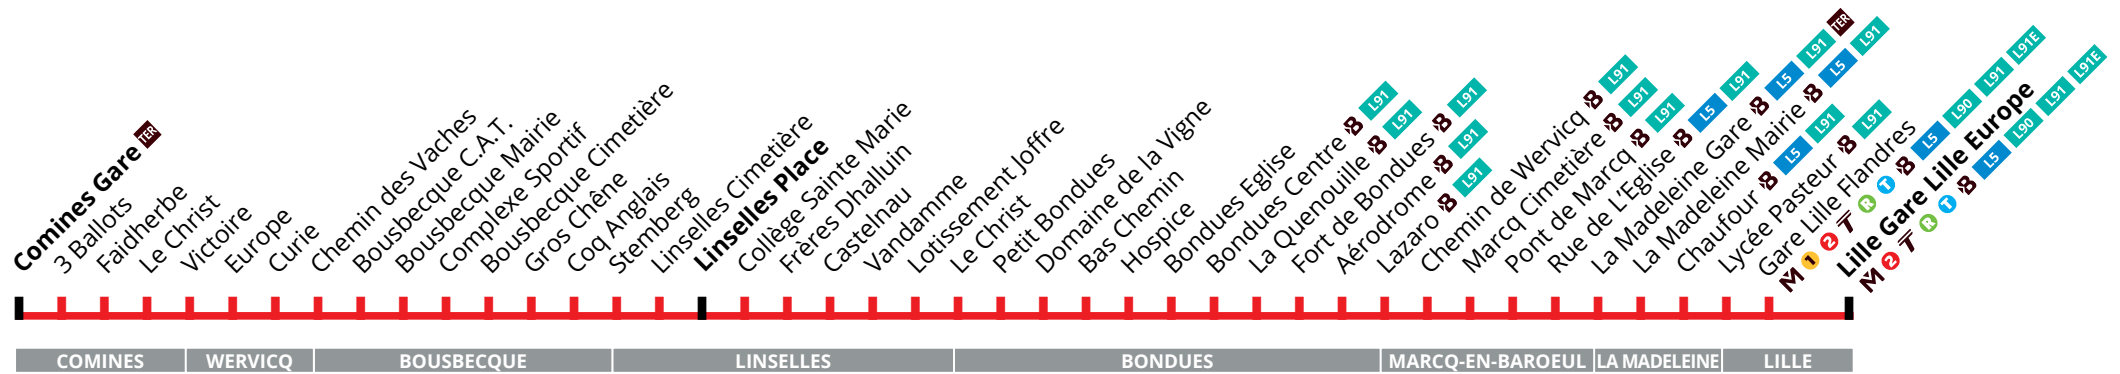 Comines Gare TER
3 Ballots
Faidherbe
Le Christ
Victoire
Europe
Curie
Chemin des Vaches
Bousbecque C.A.T.
Bousbecque Mairie
Complexe Sportif
Bousbecque Cimetière
Gros Chêne
Coq Anglais
Stemberg
Linselles Cimetière
Linselles Place
Collège Sainte Marie
Frères Dhalluin
Castelnau
Vandamme
Lotissement Joffre
Le Christ
Petit Bondues
Domaine de la Vigne
Bas Chemin
Hospice
Bondues Eglise
Bondues Centre B L91
La Quenouille B L91
Fort de Bondues B L91
Aérodrome B L91
Lazaro B L91
Chemin de Wervicq B L91
Marcq Cimetière B L91
Pont de Marcq B L91
Rue de L'Eglise B L5 L91
La Madeleine Gare B L5 L91 TER
La Madeleine Mairie B L5 L91
Chaufour B L5 L91
Lycée Pasteur B L91
Gare Lille Flandres
M 1 2 T R T B L5 L90 L91 L91E
Lille Gare Lille Europe
M 2 T R T B L5 L90 L91 L91E
COMINES
WERVICQ
BOUSBECQUE
LINSELLES
BONDUES
MARCQ-EN-BAROEUL
LA MADELEINE
LILLE